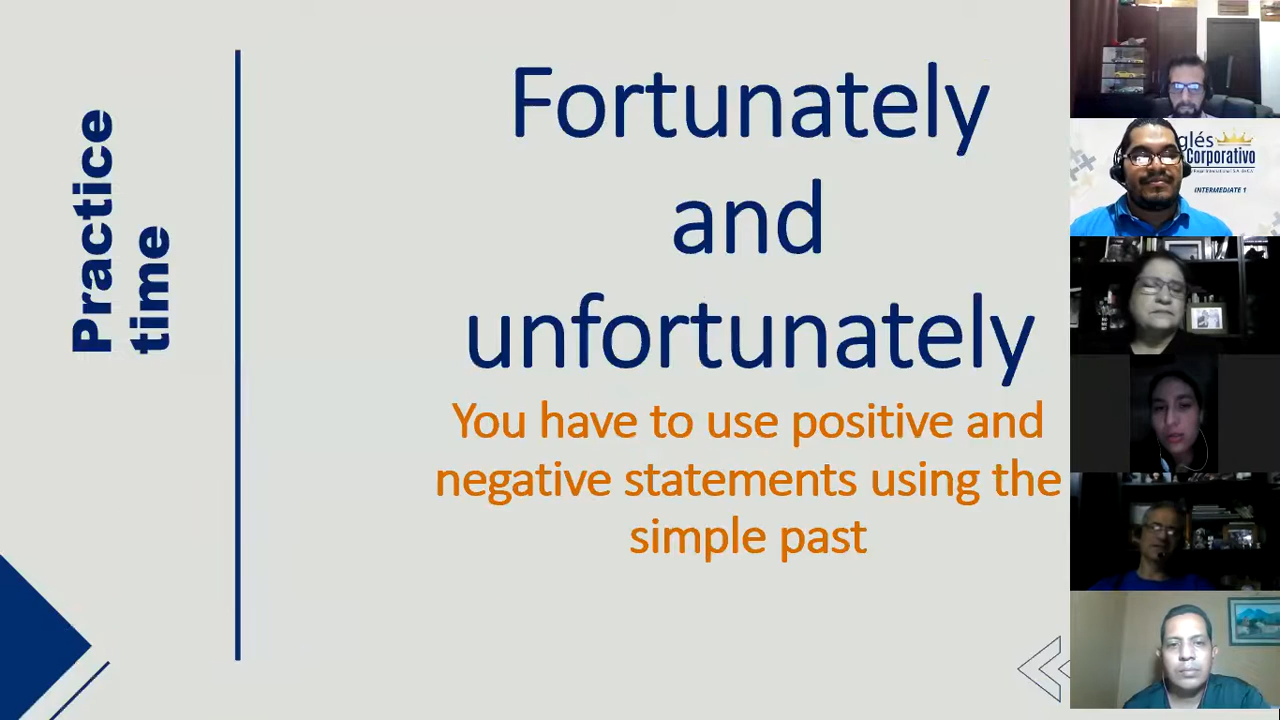 Practice
time
Fortunately
and
unfortunately
You have to use positive and
negative statements using the
simple past
glés
Corporativo
INTERMEDIATE 1